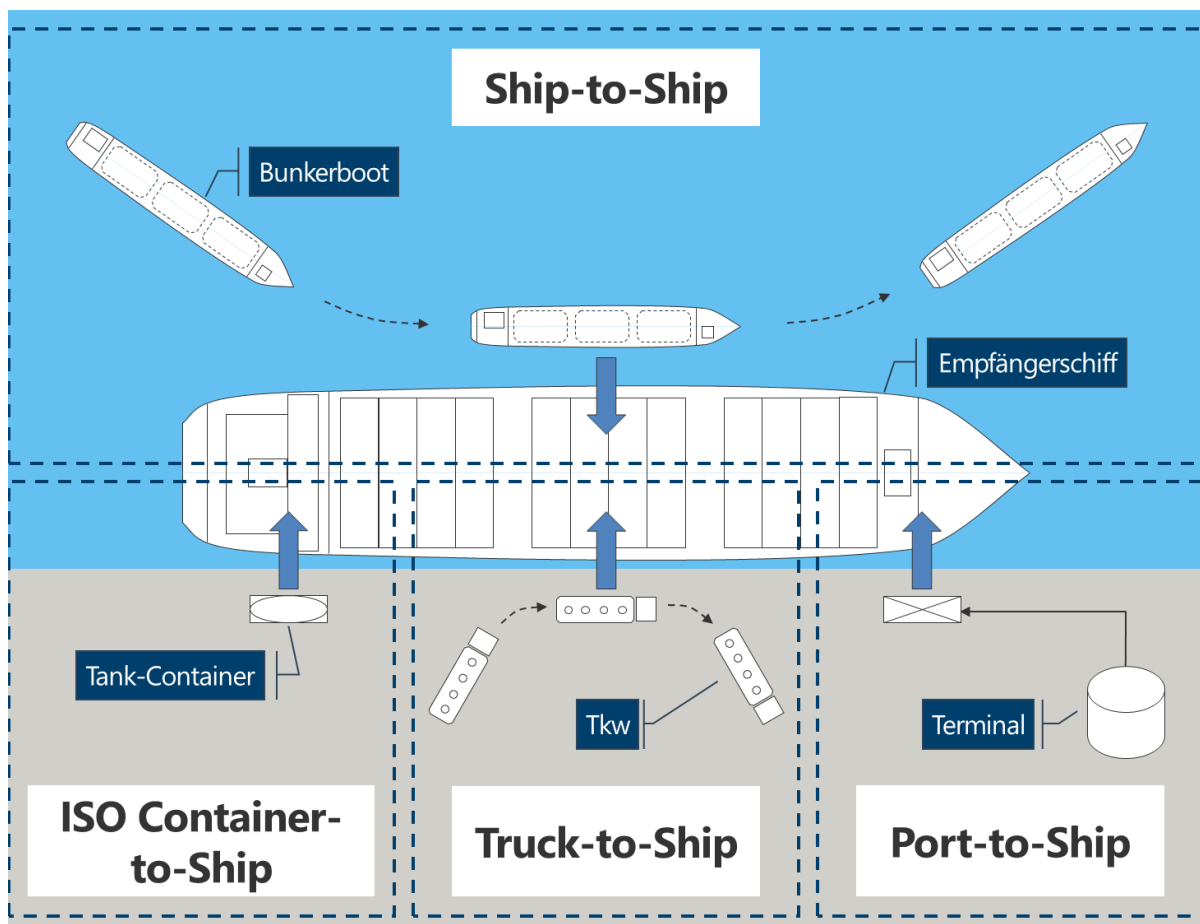 Ship-to-Ship
Bunkerboot
Empfängerschiff
Tank-Container
Tkw
Terminal
ISO Container-
to-Ship
Truck-to-Ship
Port-to-Ship